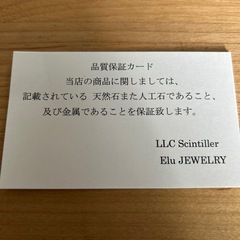 品質保証カード
当店の商品に関しましては、
記載されている 天然石また人工石であること、
及び金属であることを保証致します。
LLC Scintiller
Elu JEWELRY